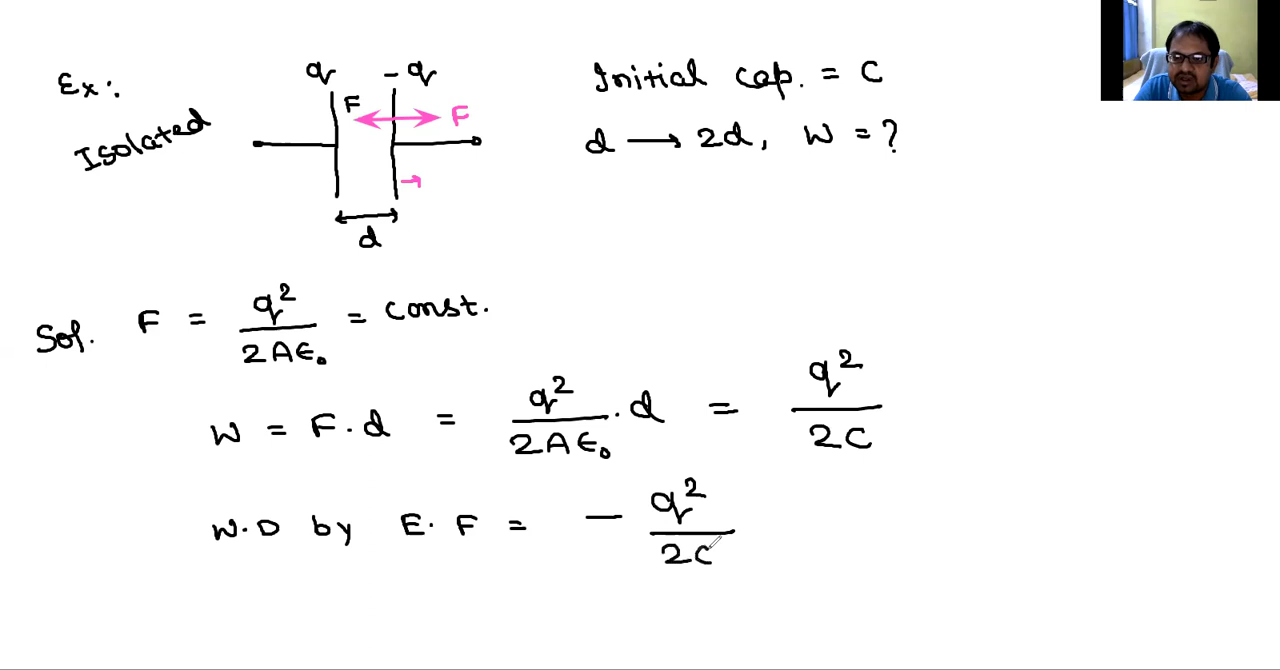 Ex:
Isolated
q -q
F F
d
Initial cap. = C
d → 2d, W = ?
Sol. F = q²/2Aϵ₀ = const.
W = F.d = q²/2Aϵ₀ . d = q²/2C
W.D by E.F = - q²/2C